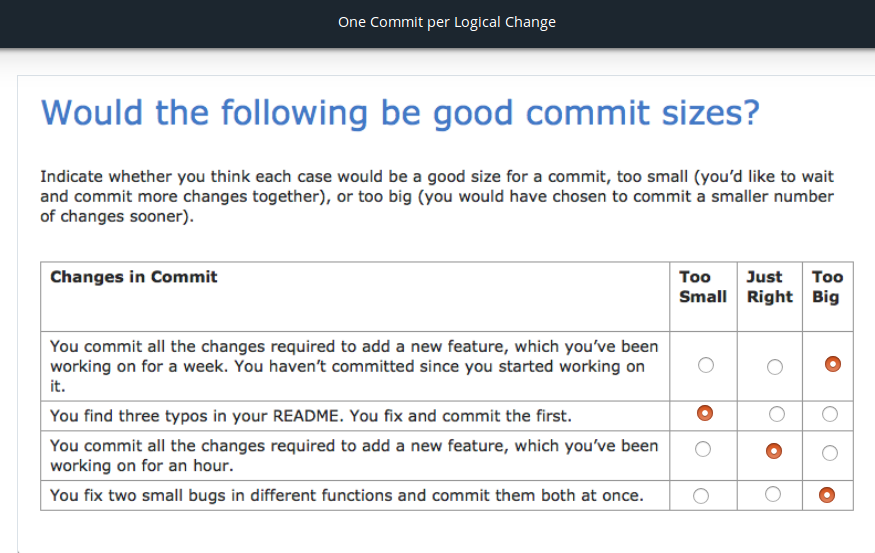 One Commit per Logical Change
Would the following be good commit sizes?
Indicate whether you think each case would be a good size for a commit, too small (you’d like to wait
and commit more changes together), or too big (you would have chosen to commit a smaller number
of changes sooner).
Changes in Commit
Too
Small
Just
Right
Too
Big
You commit all the changes required to add a new feature, which you’ve been
working on for a week. You haven’t committed since you started working on
it.
You find three typos in your README. You fix and commit the first.
You commit all the changes required to add a new feature, which you’ve been
working on for an hour.
You fix two small bugs in different functions and commit them both at once.